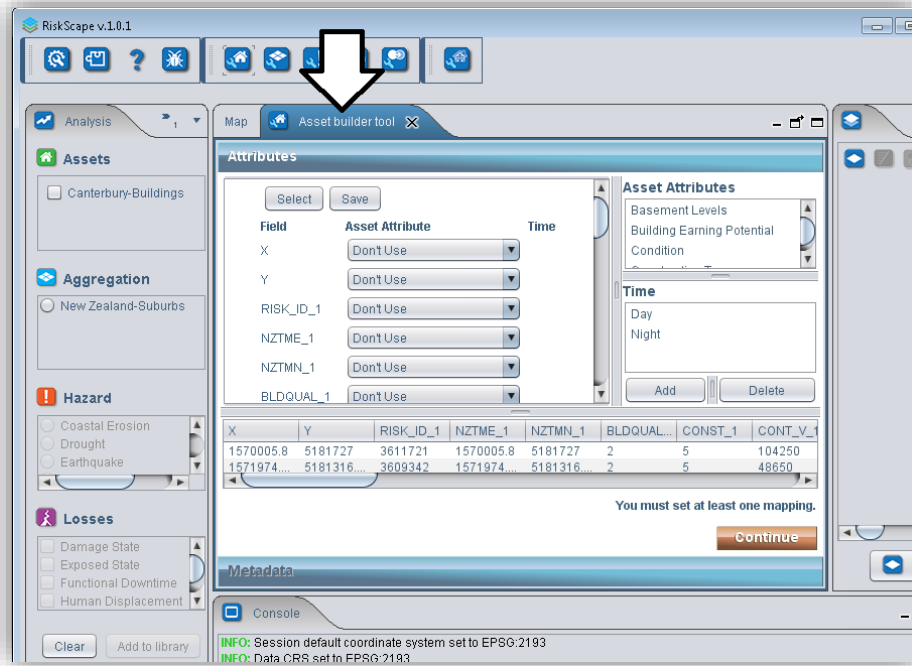 RiskScape v.1.0.1
?
Analysis
1
Map
Asset builder tool
Assets
Canterbury-Buildings
Aggregation
New Zealand-Suburbs
Hazard
Coastal Erosion
Drought
Earthquake
Losses
Damage State
Exposed State
Functional Downtime
Human Displacement
Clear Add to library
Attributes
Select Save
Field Asset Attribute Time
X Don't Use
Y Don't Use
RISK_ID_1 Don't Use
NZTME_1 Don't Use
NZTMN_1 Don't Use
BLDQUAL_1 Don't Use
Asset Attributes
Basement Levels
Building Earning Potential
Condition
Time
Day
Night
Add Delete
X Y RISK_ID_1 NZTME_1 NZTMN_1 BLDQUAL... CONST_1 CONT_V_1
1570005.8 5181727 3611721 1570005.8 5181727 2 5 104250
1571974.... 5181316.... 3609342 1571974.... 5181316.... 2 5 48650
You must set at least one mapping.
Continue
Metadata
Console
INFO: Session default coordinate system set to EPSG:2193
INFO: Data CRS set to EPSG:2193